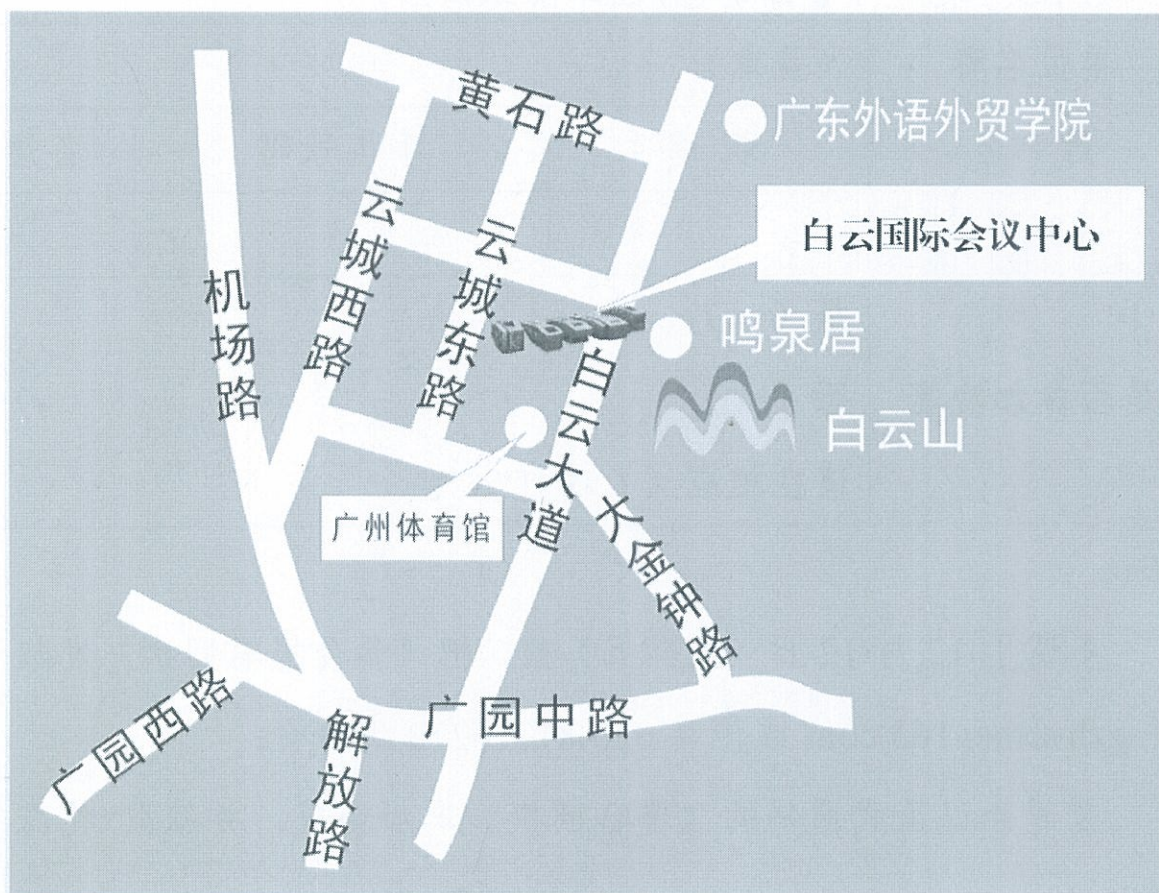 黄石路
广东外语外贸学院
白云国际会议中心
云城西路
云城东路
机场路
鸣泉居
白云大道
白云山
广州体育馆
大金钟路
广园西路
广园中路
解放路